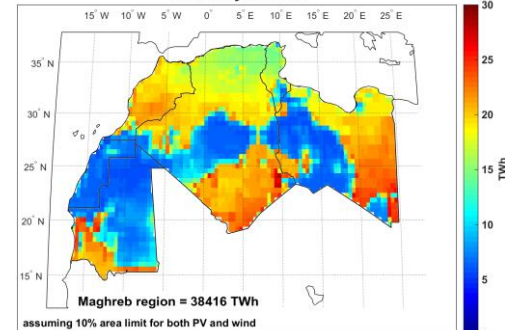 15° W 10° W 5° W 0° 5° E 10° E 15° E 20° E 25° E
30
35° N
25
30° N
20
25° N
15
TWh
10
20° N
5
15° N
Maghreb region = 38416 TWh
assuming 10% area limit for both PV and wind